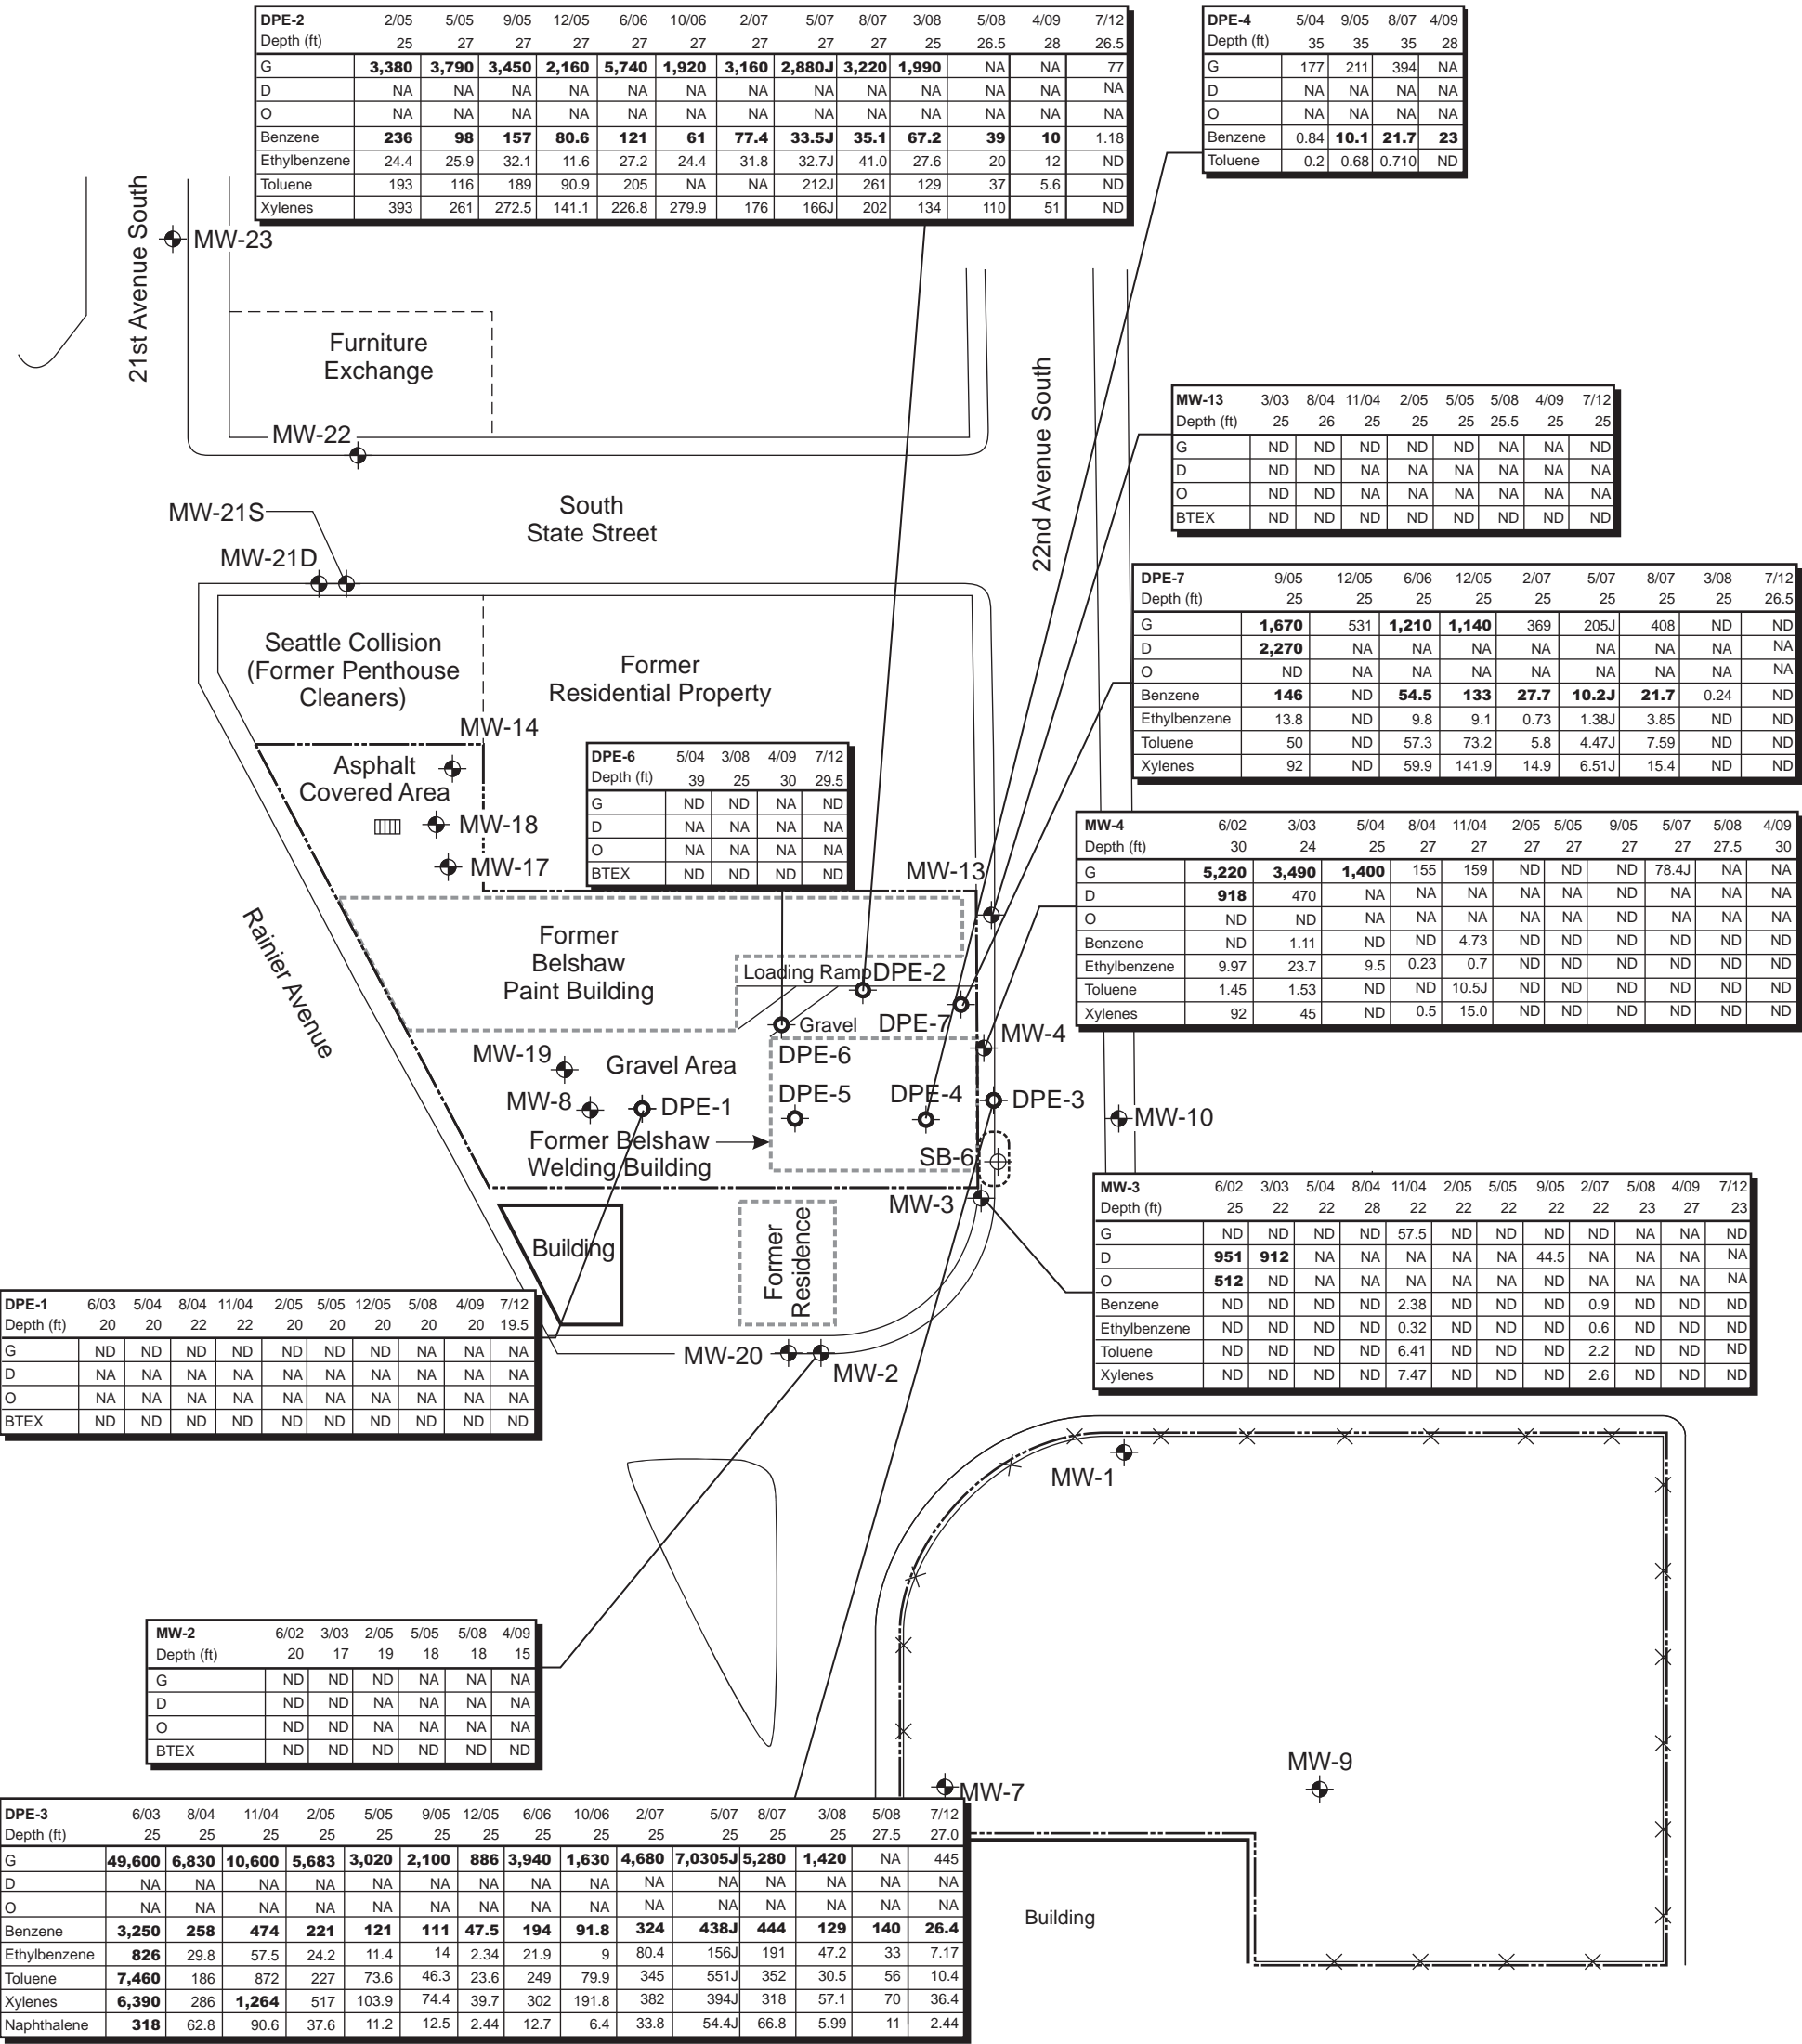 DPE-2 2/05 5/05 9/05 12/05 6/06 10/06 2/07 5/07 8/07 3/08 5/08 4/09 7/12
Depth (ft) 25 27 27 27 27 27 27 27 27 25 26.5 28 26.5
G 3,380 3,790 3,450 2,160 5,740 1,920 3,160 2,880J 3,220 1,990 NA NA 77
D NA NA NA NA NA NA NA NA NA NA NA NA NA
O NA NA NA NA NA NA NA NA NA NA NA NA NA
Benzene 236 98 157 80.6 121 61 77.4 33.5J 35.1 67.2 39 10 1.18
Ethylbenzene 24.4 25.9 32.1 11.6 27.2 24.4 31.8 32.7J 41.0 27.6 20 12 ND
Toluene 193 116 189 90.9 205 NA NA 212J 261 129 37 5.6 ND
Xylenes 393 261 272.5 141.1 226.8 279.9 176 166J 202 134 110 51 ND
DPE-4 5/04 9/05 8/07 4/09
Depth (ft) 35 35 35 28
G 177 211 394 NA
D NA NA NA NA
O NA NA NA NA
Benzene 0.84 10.1 21.7 23
Toluene 0.2 0.68 0.710 ND
21st Avenue South
MW-23
Furniture
Exchange
MW-22
22nd Avenue South
MW-13 3/03 8/04 11/04 2/05 5/05 5/08 4/09 7/12
Depth (ft) 25 26 25 25 25 25.5 25 25
G ND ND ND ND ND NA NA ND
D ND ND NA NA NA NA NA NA
O ND ND NA NA NA NA NA NA
BTEX ND ND ND ND ND ND ND ND
MW-21S
South
State Street
MW-21D
DPE-7 9/05 12/05 6/06 12/05 2/07 5/07 8/07 3/08 7/12
Depth (ft) 25 25 25 25 25 25 25 25 26.5
G 1,670 531 1,210 1,140 369 205J 408 ND ND
D 2,270 NA NA NA NA NA NA NA NA
O ND NA NA NA NA NA NA NA NA
Benzene 146 ND 54.5 133 27.7 10.2J 21.7 0.24 ND
Ethylbenzene 13.8 ND 9.8 9.1 0.73 1.38J 3.85 ND ND
Toluene 50 ND 57.3 73.2 5.8 4.47J 7.59 ND ND
Xylenes 92 ND 59.9 141.9 14.9 6.51J 15.4 ND ND
Seattle Collision
(Former Penthouse
Cleaners)
Former
Residential Property
MW-14
Asphalt
Covered Area
MW-18
MW-17
DPE-6 5/04 3/08 4/09 7/12
Depth (ft) 39 25 30 29.5
G ND ND NA ND
D NA NA NA NA
O NA NA NA NA
BTEX ND ND ND ND
MW-13
MW-4 6/02 3/03 5/04 8/04 11/04 2/05 5/05 9/05 5/07 5/08 4/09
Depth (ft) 30 24 25 27 27 27 27 27 27 27.5 30
G 5,220 3,490 1,400 155 159 ND ND ND 78.4J NA NA
D 918 470 NA NA NA NA NA ND NA NA NA
O ND ND NA NA NA NA NA ND NA NA NA
Benzene ND 1.11 ND ND 4.73 ND ND ND ND ND ND
Ethylbenzene 9.97 23.7 9.5 0.23 0.7 ND ND ND ND ND ND
Toluene 1.45 1.53 ND ND 10.5J ND ND ND ND ND ND
Xylenes 92 45 ND 0.5 15.0 ND ND ND ND ND ND
Rainier Avenue
Former
Belshaw
Paint Building
Loading Ramp
DPE-2
Gravel
DPE-7
DPE-6
MW-4
MW-19
Gravel Area
MW-8
DPE-1
DPE-5
DPE-4
DPE-3
MW-10
Former Belshaw
Welding Building
SB-6
MW-3
Building
Former
Residence
MW-3 6/02 3/03 5/04 8/04 11/04 2/05 5/05 9/05 2/07 5/08 4/09 7/12
Depth (ft) 25 22 22 28 22 22 22 22 22 23 27 23
G ND ND ND ND 57.5 ND ND ND ND NA NA ND
D 951 912 NA NA NA NA NA 44.5 NA NA NA NA
O 512 ND NA NA NA NA NA ND NA NA NA NA
Benzene ND ND ND ND 2.38 ND ND ND 0.9 ND ND ND
Ethylbenzene ND ND ND ND 0.32 ND ND ND 0.6 ND ND ND
Toluene ND ND ND ND 6.41 ND ND ND 2.2 ND ND ND
Xylenes ND ND ND ND 7.47 ND ND ND 2.6 ND ND ND
DPE-1 6/03 5/04 8/04 11/04 2/05 5/05 12/05 5/08 4/09 7/12
Depth (ft) 20 20 22 22 20 20 20 20 20 19.5
G ND ND ND ND ND ND ND NA NA NA
D NA NA NA NA NA NA NA NA NA NA
O NA NA NA NA NA NA NA NA NA NA
BTEX ND ND ND ND ND ND ND ND ND ND
MW-20
MW-2
MW-1
MW-2 6/02 3/03 2/05 5/05 5/08 4/09
Depth (ft) 20 17 19 18 18 15
G ND ND ND NA NA NA
D ND ND NA NA NA NA
O ND ND NA NA NA NA
BTEX ND ND ND ND ND ND
MW-9
MW-7
DPE-3 6/03 8/04 11/04 2/05 5/05 9/05 12/05 6/06 10/06 2/07 5/07 8/07 3/08 5/08 7/12
Depth (ft) 25 25 25 25 25 25 25 25 25 25 25 25 25 27.5 27.0
G 49,600 6,830 10,600 5,683 3,020 2,100 886 3,940 1,630 4,680 7,0305J 5,280 1,420 NA 445
D NA NA NA NA NA NA NA NA NA NA NA NA NA NA NA
O NA NA NA NA NA NA NA NA NA NA NA NA NA NA NA
Benzene 3,250 258 474 221 121 111 47.5 194 91.8 324 438J 444 129 140 26.4
Ethylbenzene 826 29.8 57.5 24.2 11.4 14 2.34 21.9 9 80.4 156J 191 47.2 33 7.17
Toluene 7,460 186 872 227 73.6 46.3 23.6 249 79.9 345 551J 352 30.5 56 10.4
Xylenes 6,390 286 1,264 517 103.9 74.4 39.7 302 191.8 382 394J 318 57.1 70 36.4
Naphthalene 318 62.8 90.6 37.6 11.2 12.5 2.44 12.7 6.4 33.8 54.4J 66.8 5.99 11 2.44
Building